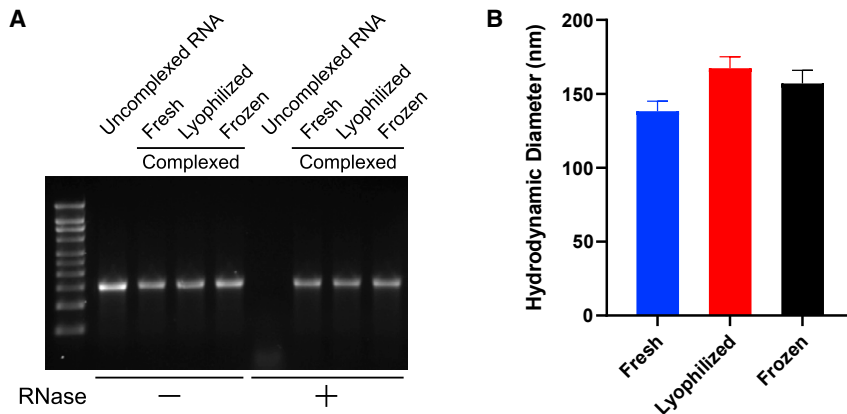 A
Uncomplexed RNA
Fresh
Lyophilized
Frozen
Complexed
Uncomplexed RNA
Fresh
Lyophilized
Frozen
Complexed
RNase
—
+
B
Hydrodynamic Diameter (nm)
200
150
100
50
0
Fresh
Lyophilized
Frozen